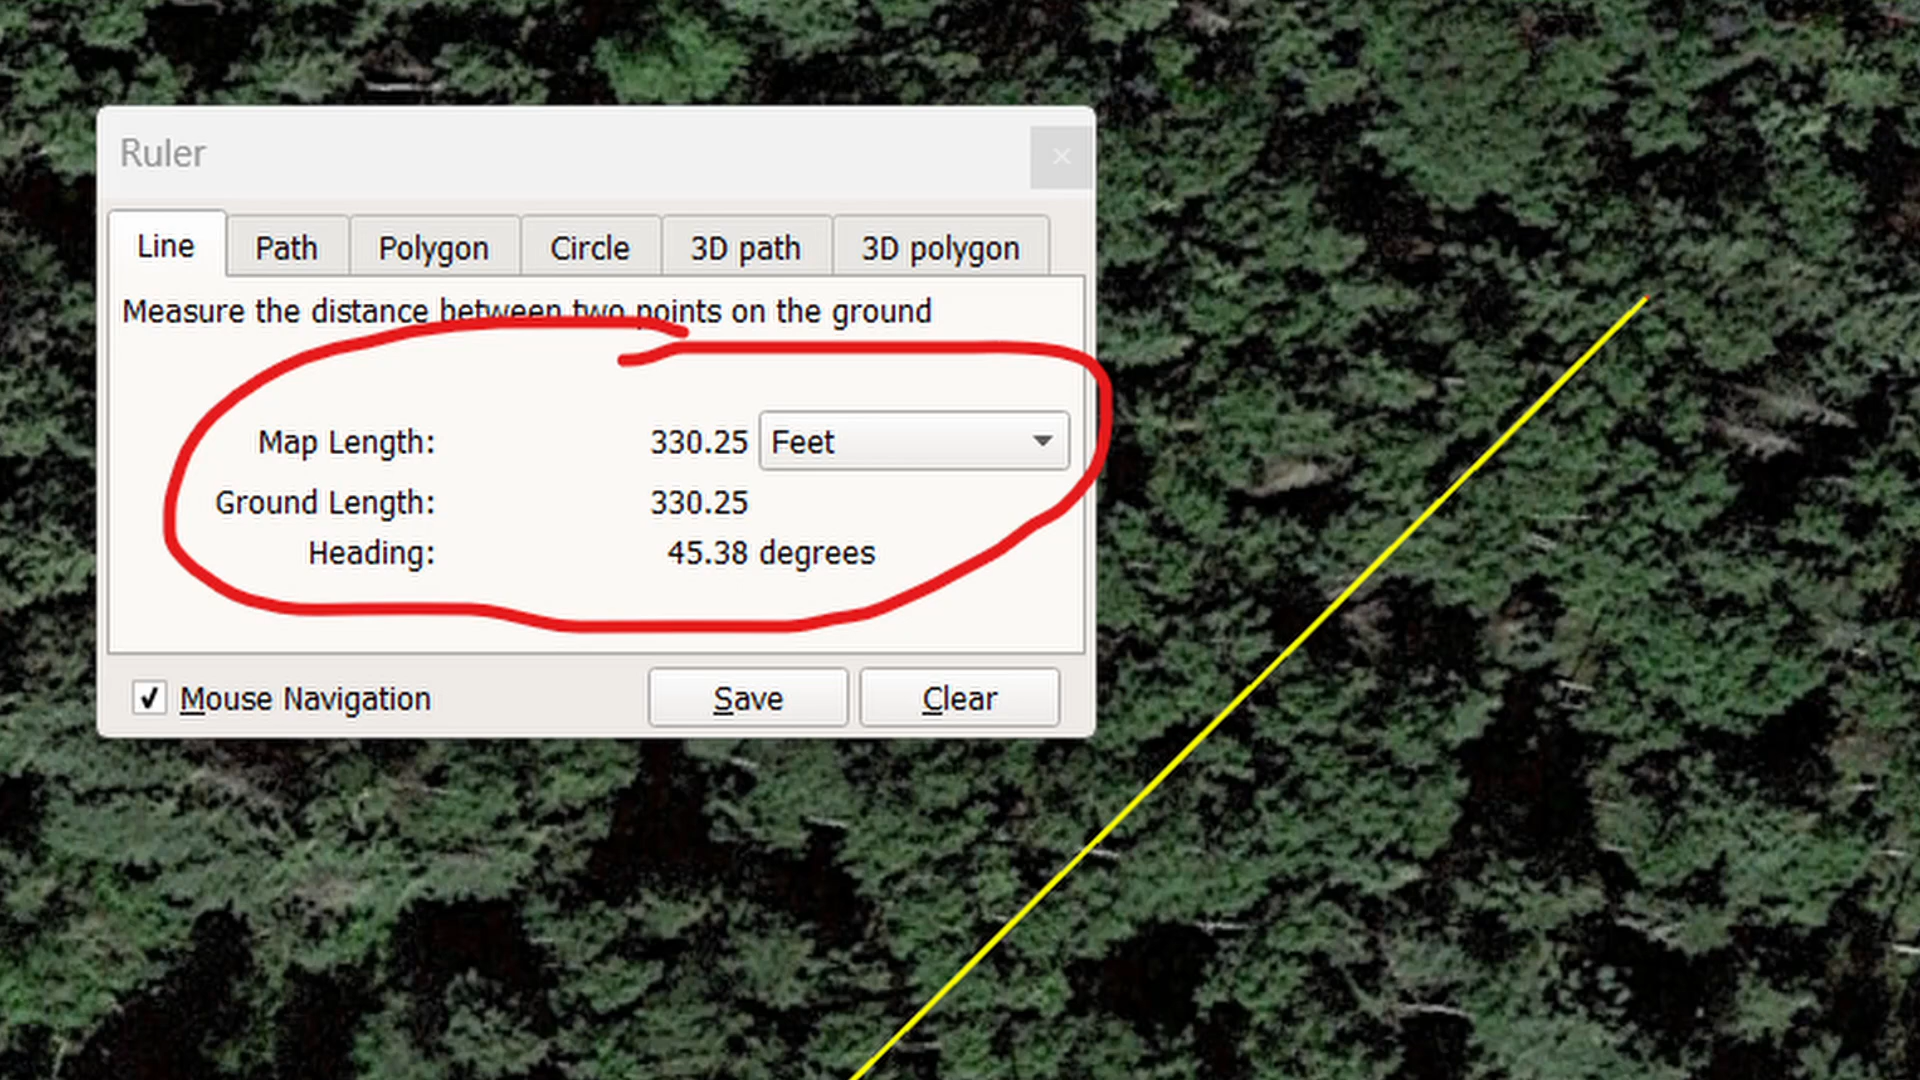 Ruler
Line Path Polygon Circle 3D path 3D polygon
Measure the distance between two points on the ground
Map Length: 330.25 Feet
Ground Length: 330.25
Heading: 45.38 degrees
Mouse Navigation Save Clear